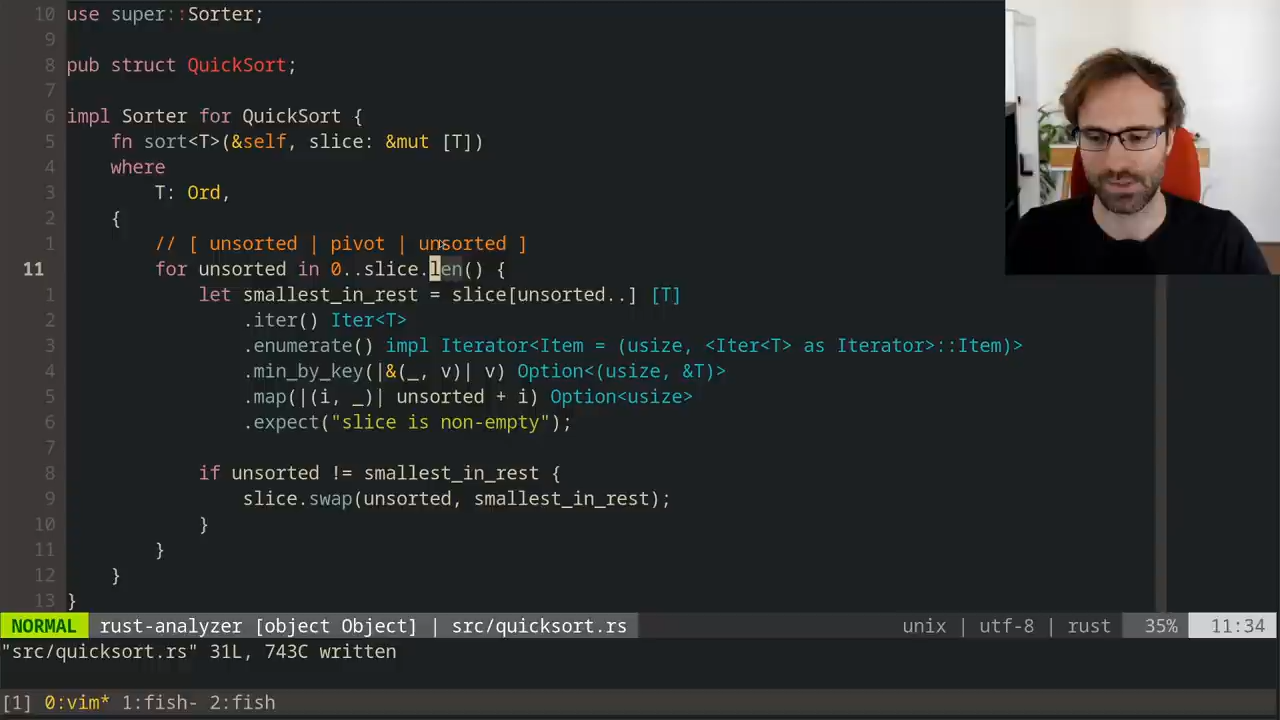 10 use super::Sorter;
9
8 pub struct QuickSort;
7
6 impl Sorter for QuickSort {
5 fn sort<T>(&self, slice: &mut [T])
4 where
3 T: Ord,
2 {
1 // [ unsorted | pivot | unsorted ]
11 for unsorted in 0..slice.len() {
1 let smallest_in_rest = slice[unsorted..] [T]
2 .iter() Iter<T>
3 .enumerate() impl Iterator<Item = (usize, <Iter<T> as Iterator>::Item)>
4 .min_by_key(|&(_, v)| v) Option<(usize, &T)>
5 .map(|(i, _)| unsorted + i) Option<usize>
6 .expect("slice is non-empty");
7
8 if unsorted != smallest_in_rest {
9 slice.swap(unsorted, smallest_in_rest);
10 }
11 }
12 }
13 }
NORMAL rust-analyzer [object Object] | src/quicksort.rs unix | utf-8 | rust 35% 11:34
"src/quicksort.rs" 31L, 743C written
[1] 0:vim* 1:fish- 2:fish